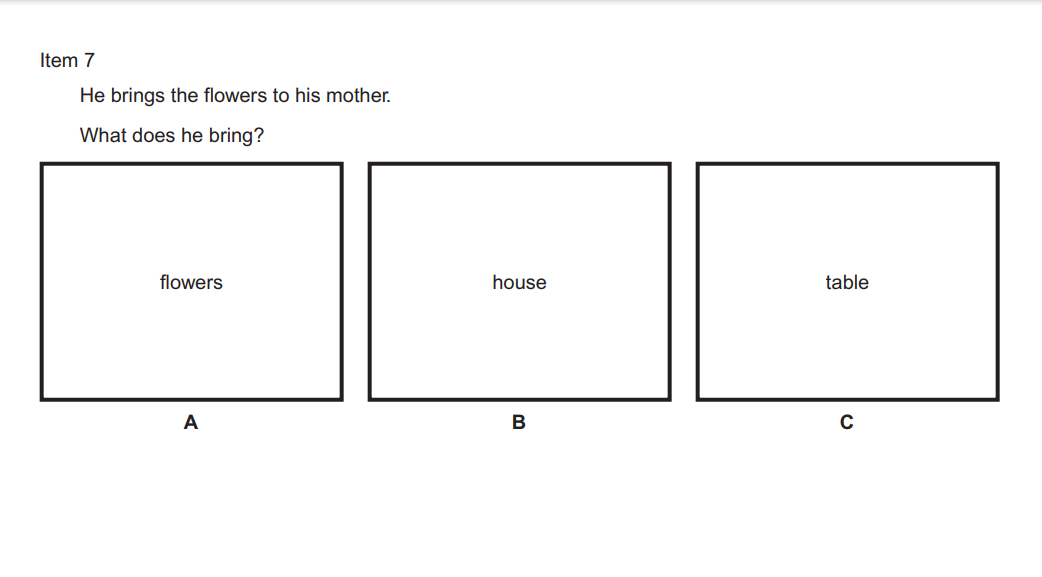 Item 7
He brings the flowers to his mother.
What does he bring?
flowers
house
table
A
B
C